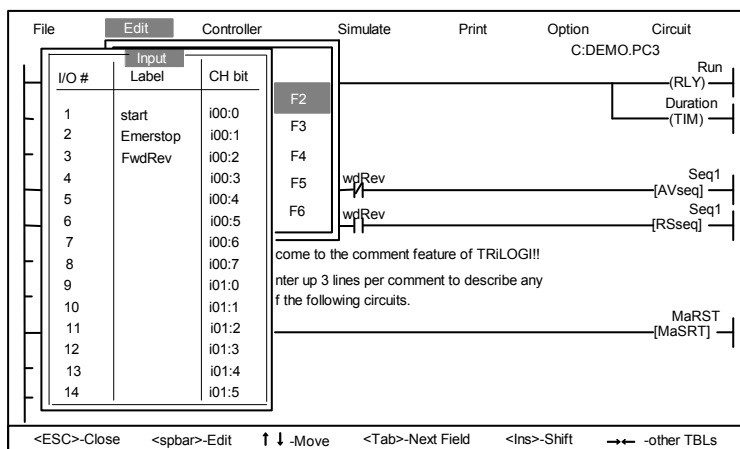 File Edit Controller Simulate Print Option Circuit
C:DEMO.PC3
Input
I/O # Label CH bit
1 start i00:0
2 Emerstop i00:1
3 FwdRev i00:2
4 i00:3
5 i00:4
6 i00:5
7 i00:6
8 i00:7
9 i01:0
10 i01:1
11 i01:2
12 i01:3
13 i01:4
14 i01:5
F2
F3
F4
F5
F6
Run
(RLY)
Duration
(TIM)
wdRev
Seq1
[AVseq]
wdRev
Seq1
[RSseq]
come to the comment feature of TRiLOGI!!
nter up 3 lines per comment to describe any
f the following circuits.
MaRST
[MaSRT]
<ESC>-Close <spbar>-Edit ↑ ↓ -Move <Tab>-Next Field <Ins>-Shift →← -other TBLs